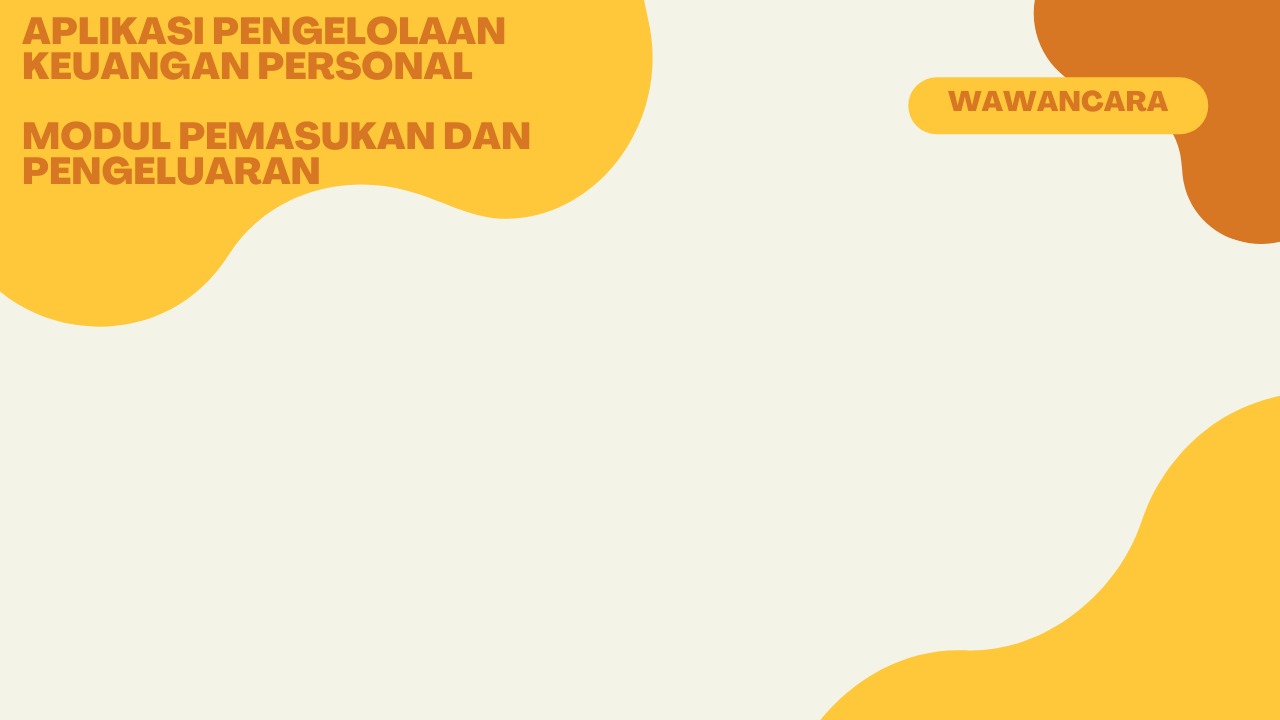 APLIKASI PENGELOLAAN
KEUANGAN PERSONAL
MODUL PEMASUKAN DAN
PENGELUARAN
WAWANCARA